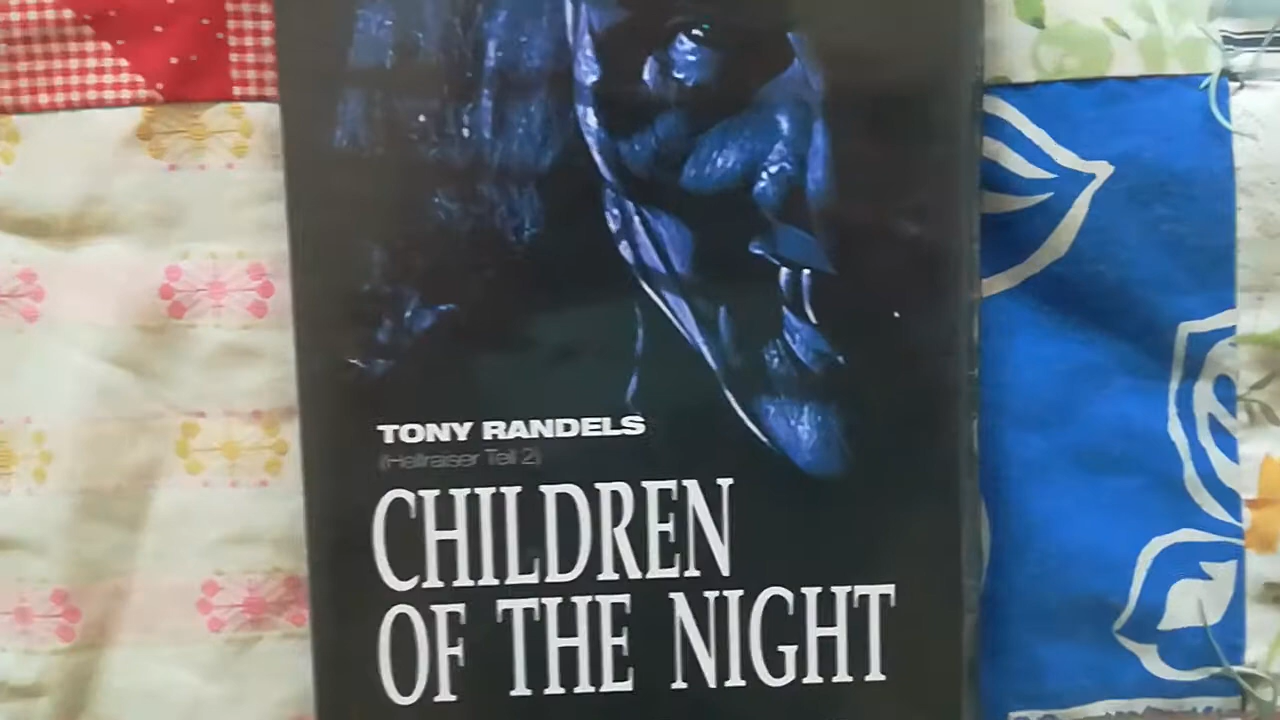 TONY RANDELS
(Hellraiser Teil 2)
CHILDREN
OF THE NIGHT